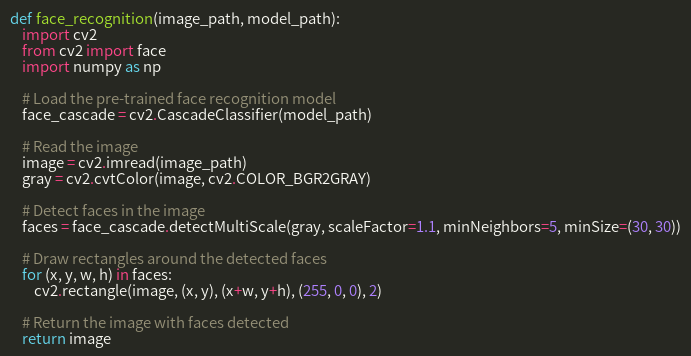 def face_recognition(image_path, model_path):
    import cv2
    from cv2 import face
    import numpy as np

    # Load the pre-trained face recognition model
    face_cascade = cv2.CascadeClassifier(model_path)

    # Read the image
    image = cv2.imread(image_path)
    gray = cv2.cvtColor(image, cv2.COLOR_BGR2GRAY)

    # Detect faces in the image
    faces = face_cascade.detectMultiScale(gray, scaleFactor=1.1, minNeighbors=5, minSize=(30, 30))

    # Draw rectangles around the detected faces
    for (x, y, w, h) in faces:
        cv2.rectangle(image, (x, y), (x+w, y+h), (255, 0, 0), 2)

    # Return the image with faces detected
    return image